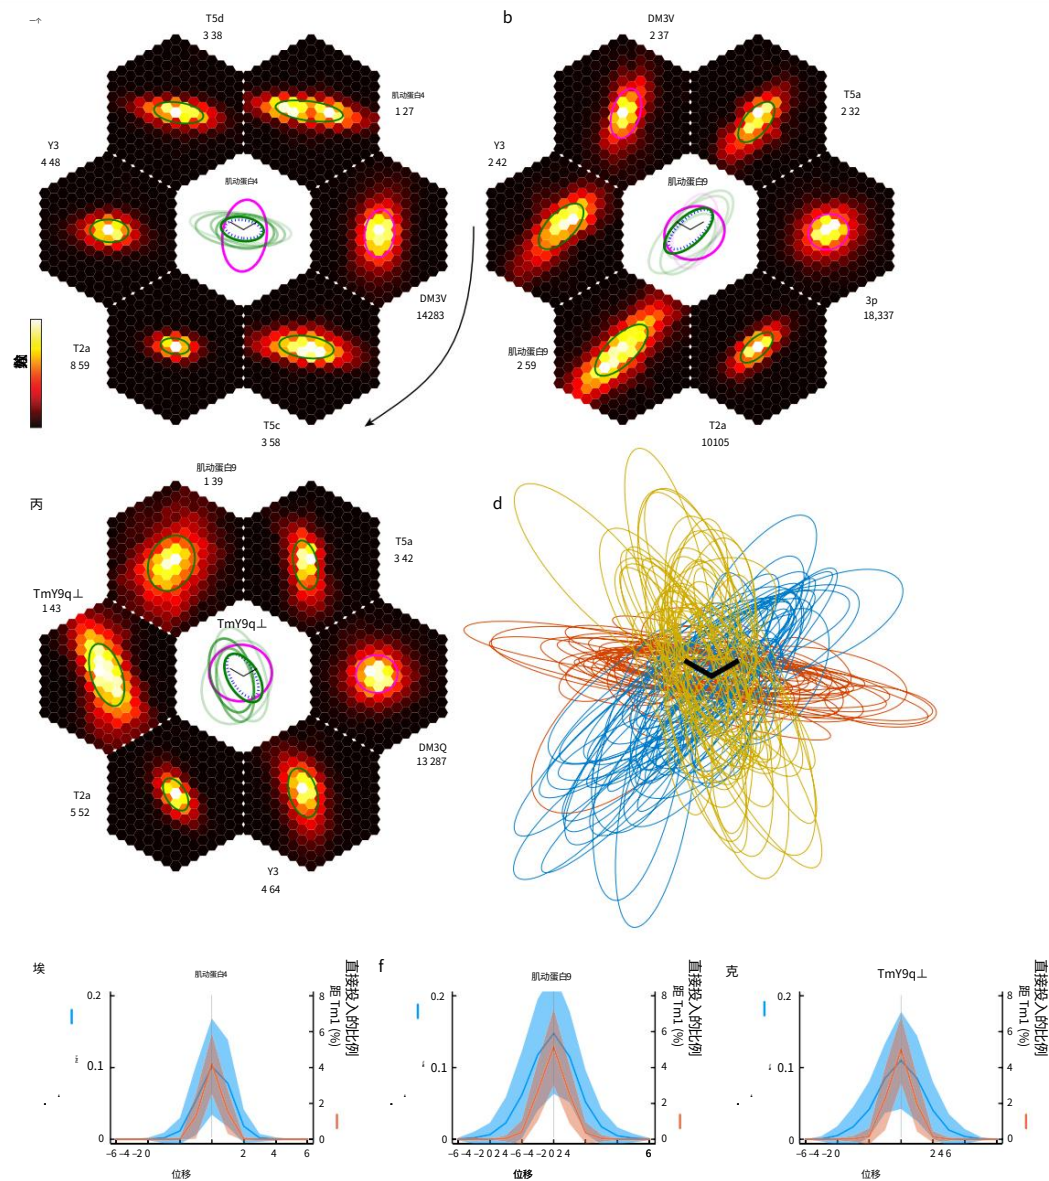 一个
T5d
3 38
肌动蛋白4
1 27
Y3
4 48
肌动蛋白4
DM3V
14283
T2a
8 59
T5c
3 58
b
DM3V
2 37
T5a
2 32
Y3
2 42
肌动蛋白9
3p
18,337
肌动蛋白9
2 59
T2a
10105
丙
肌动蛋白9
1 39
T5a
3 42
TmY9q⊥
1 43
TmY9q⊥
DM3Q
13 287
T2a
5 52
Y3
4 64
d
埃
肌动蛋白4
0.2
0.1
0
8
6
4
2
0
直接投入的比例
距 Tm1 (%)
−6 −4 −2 0
2
4
6
位移
f
肌动蛋白9
0.2
0.1
0
8
6
4
2
0
直接投入的比例
距 Tm1 (%)
−6 −4 −2 0 2 4 −6 −4 −2 0 2 4
6
位移
克
TmY9q⊥
0.2
0.1
0
8
6
4
2
0
直接投入的比例
距 Tm1 (%)
−6 −4 −2 0
2 4 6
位移